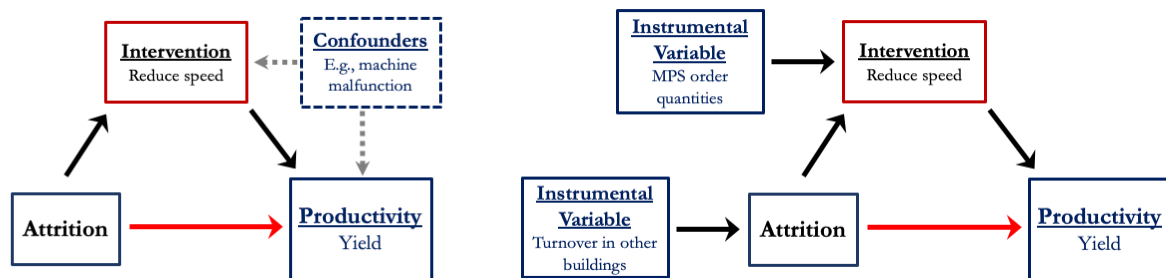 Intervention
Reduce speed
Confounders
E.g., machine
malfunction
Attrition
Productivity
Yield
Instrumental
Variable
MPS order
quantities
Intervention
Reduce speed
Instrumental
Variable
Turnover in other
buildings
Attrition
Productivity
Yield